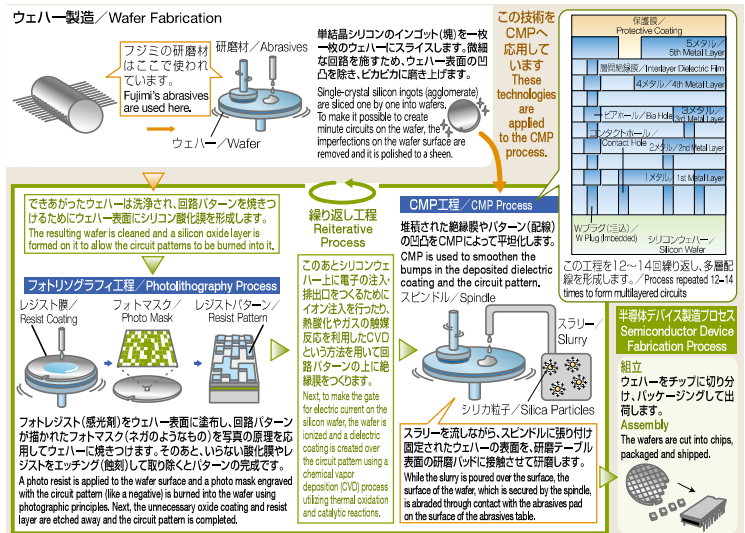 ウェハー製造／Wafer Fabrication
フジミの研磨材
はここで使われ
ています。
Fujimi's abrasives
are used here.
研磨材／Abrasives
ウェハー／Wafer
単結晶シリコンのインゴット(塊)を一枚
一枚のウェハーにスライスします。微細
な回路を施すため、ウェハー表面の凹
凸を除き、ピカピカに磨き上げます。
Single-crystal silicon ingots (agglomerate)
are sliced one by one into wafers.
To make it possible to create
minute circuits on the wafer, the
imperfections on the wafer surface are
removed and it is polished to a sheen.
この技術を
CMPへ
応用して
います
These
technologies
are
applied
to the CMP
process.
保護膜／
Protective Coating
5メタル／
5th Metal Layer
層間絶縁膜／Interlayer Dielectric Film
4メタル／4th Metal Layer
ビアホール／Bia Hole
3メタル／
3rd Metal Layer
コンタクトホール／
Contact Hole
2メタル／2nd Metal Layer
1メタル／1st Metal Layer
Wプラグ(埋込)／
W Plug (Imbedded)
シリコンウェハー／
Silicon Wafer
この工程を12〜14回繰り返し、多層配
線を形成します。／Process repeated 12–14
times to form multilayered circuits
できあがったウェハーは洗浄され、回路パターンを焼きつ
けるためにウェハー表面にシリコン酸化膜を形成します。
The resulting wafer is cleaned and a silicon oxide layer is
formed on it to allow the circuit patterns to be burned into it.
フォトリソグラフィ工程／Photolithography Process
レジスト膜／
Resist Coating
フォトマスク／
Photo Mask
レジストパターン／
Resist Pattern
フォトレジスト(感光剤)をウェハー表面に塗布し、回路パターン
が描かれたフォトマスク(ネガのようなもの)を写真の原理を応
用してウェハーに焼きつけます。そのあと、いらない酸化膜やレ
ジストをエッチング(蝕刻)して取り除くとパターンの完成です。
A photo resist is applied to the wafer surface and a photo mask engraved
with the circuit pattern (like a negative) is burned into the wafer using
photographic principles. Next, the unnecessary oxide coating and resist
layer are etched away and the circuit pattern is completed.
繰り返し工程
Reiterative
Process
このあとシリコンウェ
ハー上に電子の注入・
排出口をつくるために
イオン注入を行ったり、
熱酸化やガスの触媒
反応を利用したCVD
という方法を用いて回
路パターンの上に絶
縁膜をつくります。
Next, to make the gate
for electric current on the
silicon wafer, the wafer is
ionized and a dielectric
coating is created over
the circuit pattern using a
chemical vapor
deposition (CVD) process
utilizing thermal oxidation
and catalytic reactions.
CMP工程／CMP Process
堆積された絶縁膜やパターン(配線)
の凹凸をCMPによって平坦化します。
CMP is used to smoothen the
bumps in the deposited dielectric
coating and the circuit pattern.
スピンドル／Spindle
スラリー／
Slurry
シリカ粒子／Silica Particles
スラリーを流しながら、スピンドルに張り付け
固定されたウェハーの表面を、研磨テーブル
表面の研磨パッドに接触させて研磨します。
While the slurry is poured over the surface, the
surface of the wafer, which is secured by the spindle,
is abraded through contact with the abrasives pad
on the surface of the abrasives table.
半導体デバイス製造プロセス
Semiconductor Device
Fabrication Process
組立
ウェハーをチップに切り分
け、パッケージングして出
荷します。
Assembly
The wafers are cut into chips,
packaged and shipped.